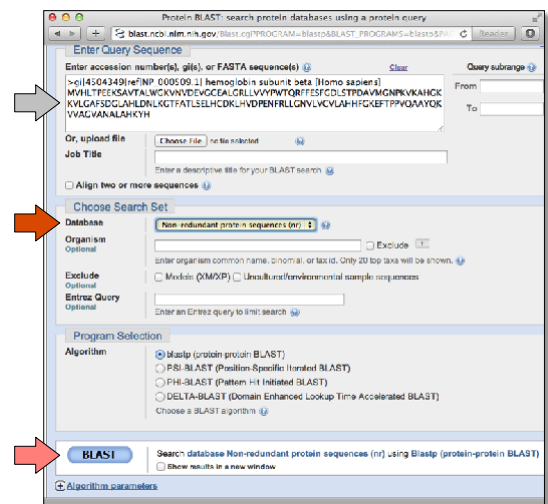 Protein BLAST: search protein databases using a protein query
blast.ncbi.nlm.nih.gov/Blast.cgi?PROGRAM=blastp&BLAST_PROGRAMS=blastp&PA
Reader
Enter Query Sequence
Enter accession number(s), gi(s), or FASTA sequence(s)
Clear
Query subrange
>gi|4504349|ref|NP_000509.1| hemoglobin subunit beta [Homo sapiens]
MVHLTPEEKSAVTALWGKVNVDEVGGEALGRLLVVYPWTQRFFESFGDLSTPDAVMGNPKVKAHGK
KVLGAFSDGLAHLDNLKGTFATLSELHCDKLHVDPENFRLLGNVLVCVLAHHFGKEFTPPVQAAYQK
VVAGVANALAHKYH
From
To
Or, upload file
Choose File no file selected
Job Title
Enter a descriptive title for your BLAST search
Align two or more sequences
Choose Search Set
Database
Non-redundant protein sequences (nr)
Organism
Optional
Exclude
Enter organism common name, binomial, or tax id. Only 20 top taxa will be shown.
Exclude
Optional
Models (XM/XP) Uncultured/environmental sample sequences
Entrez Query
Optional
Enter an Entrez query to limit search
Program Selection
Algorithm
blastp (protein-protein BLAST)
PSI-BLAST (Position-Specific Iterated BLAST)
PHI-BLAST (Pattern Hit Initiated BLAST)
DELTA-BLAST (Domain Enhanced Lookup Time Accelerated BLAST)
Choose a BLAST algorithm
BLAST
Search database Non-redundant protein sequences (nr) using Blastp (protein-protein BLAST)
Show results in a new window
Algorithm parameters